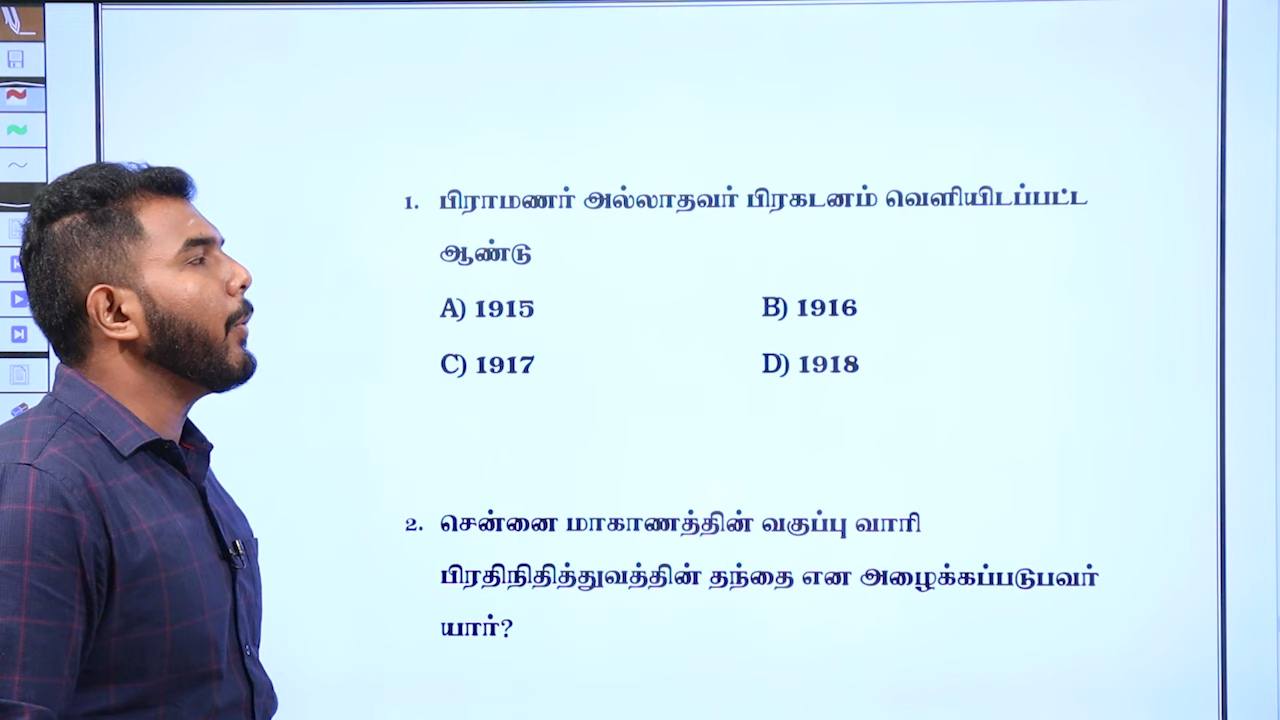 1. பிராமணர் அல்லாதவர் பிரகடனம் வெளியிடப்பட்ட
ஆண்டு
A) 1915 B) 1916
C) 1917 D) 1918
2. சென்னை மாகாணத்தின் வகுப்பு வாரி
பிரதிநிதித்துவத்தின் தந்தை என அழைக்கப்படுபவர்
யார்?